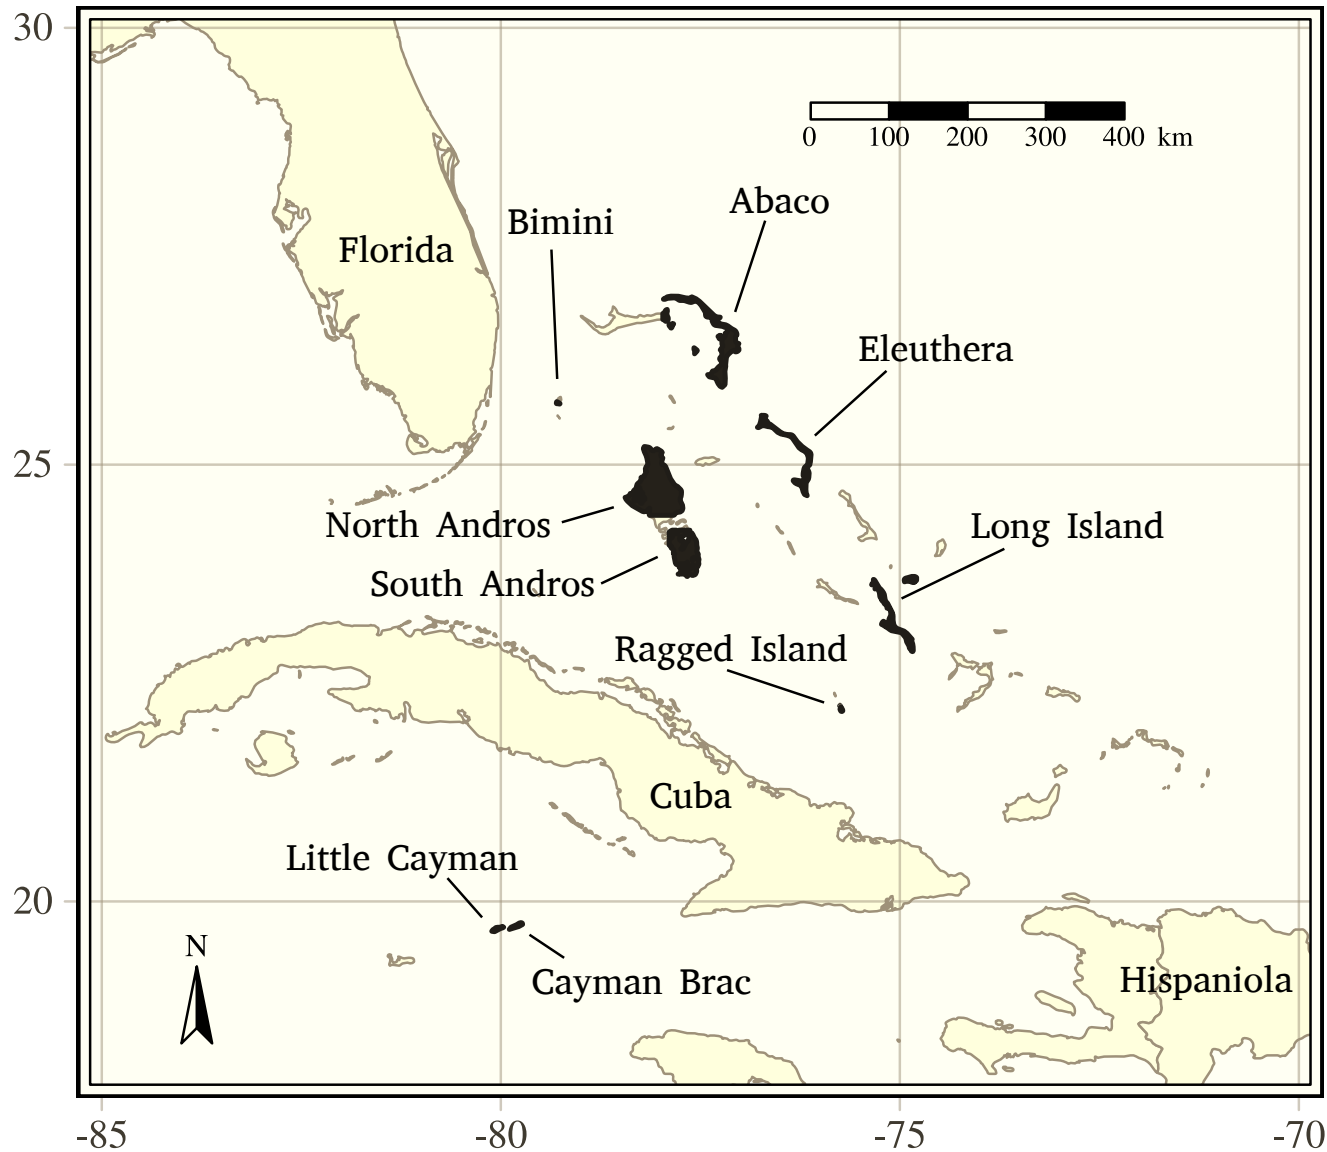 30
0 100 200 300 400 km
Abaco
Bimini
Florida
Eleuthera
25
North Andros
Long Island
South Andros
Ragged Island
Cuba
Little Cayman
20
N
Cayman Brac
Hispaniola
-85 -80 -75 -70